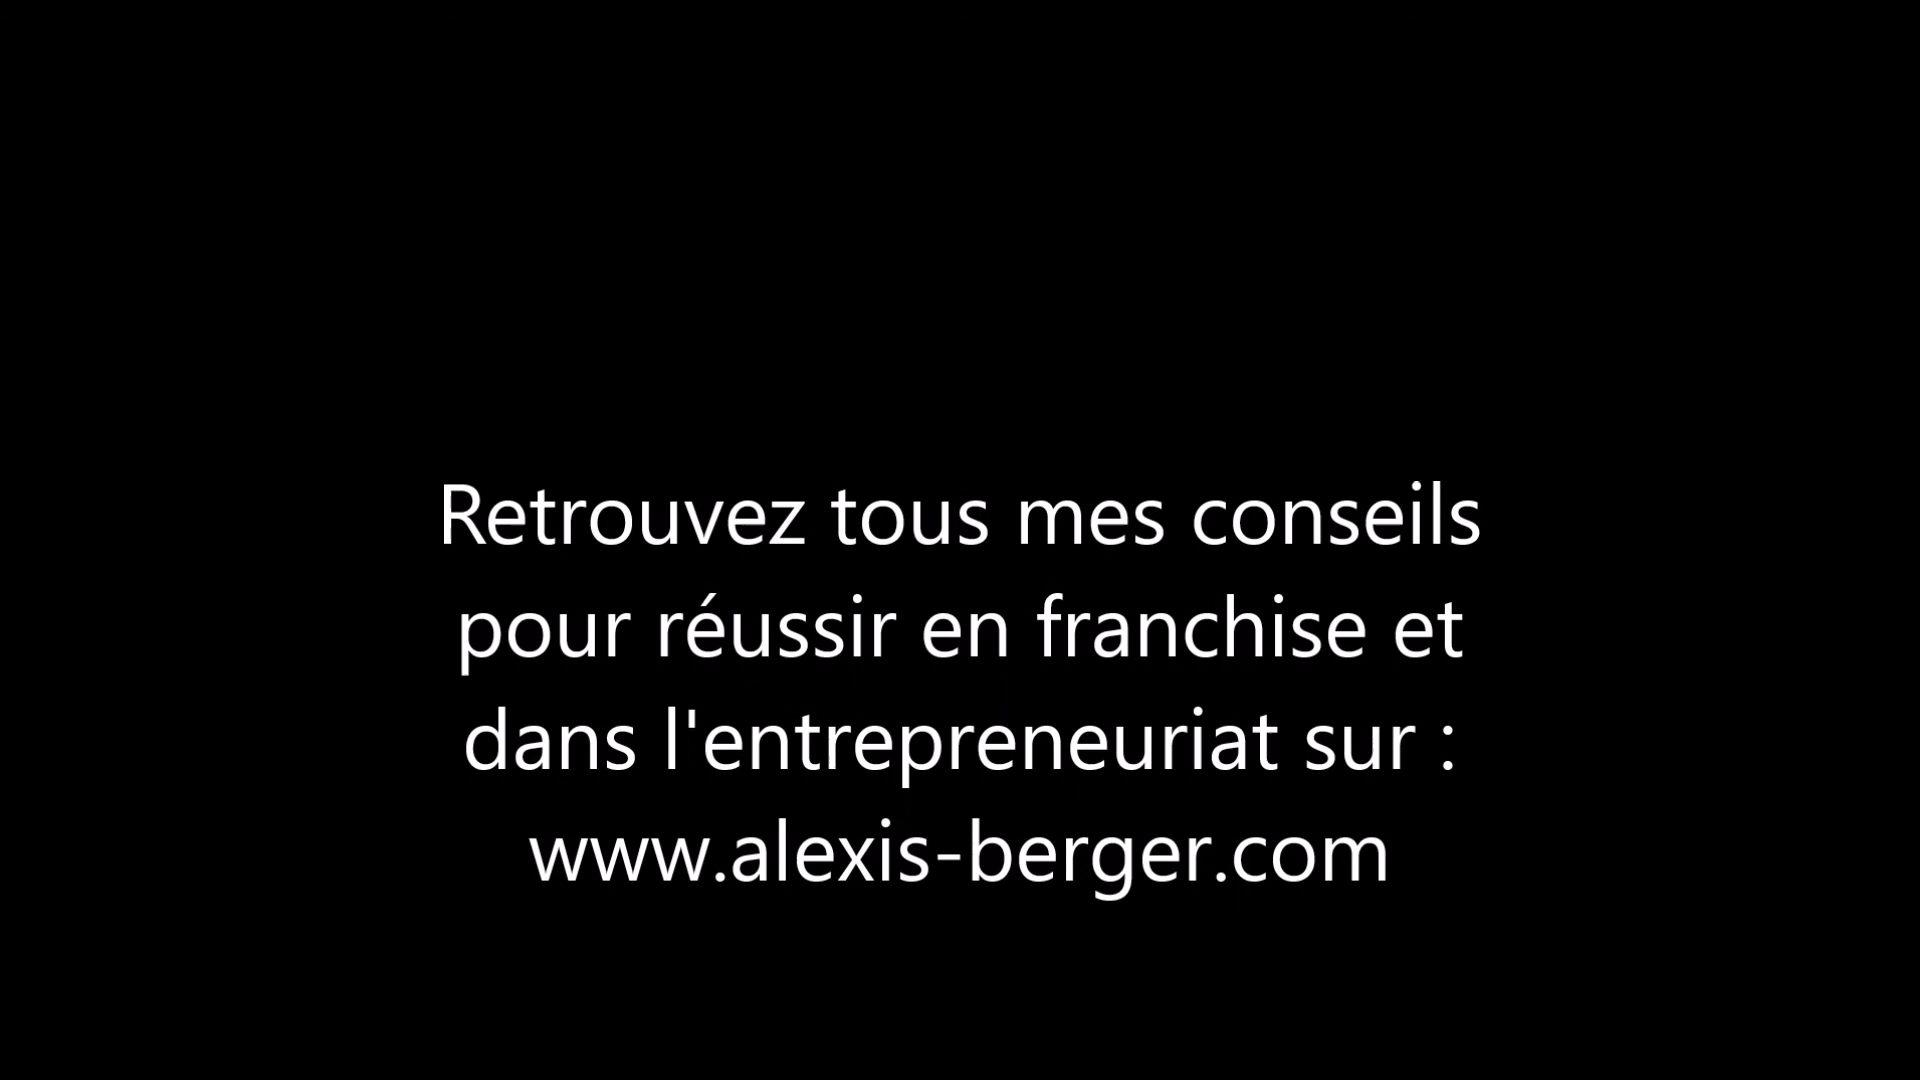 Retrouvez tous mes conseils
pour réussir en franchise et
dans l'entrepreneuriat sur :
www.alexis-berger.com